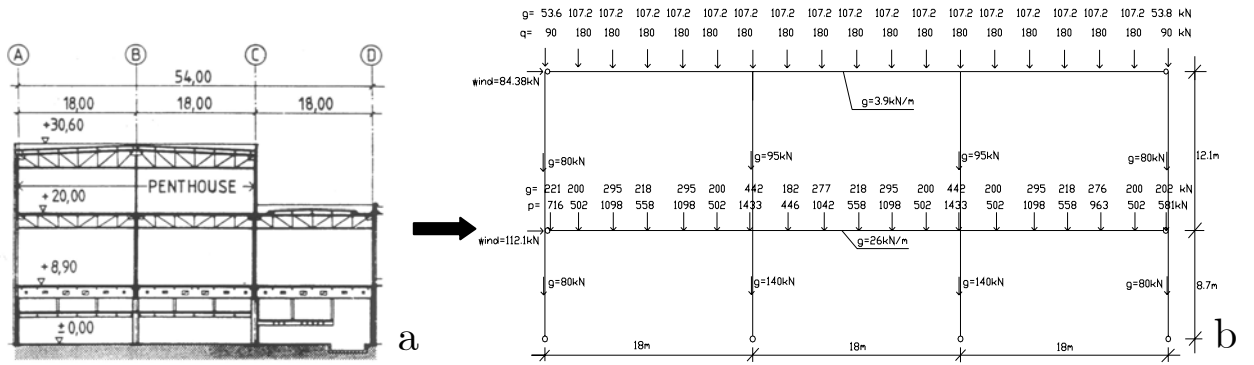 A B C D
54,00
18,00 18,00 18,00
+30,60
PENTHOUSE
+20,00
+8,90
±0,00
a
g= 53.6 107.2 107.2 107.2 107.2 107.2 107.2 107.2 107.2 107.2 107.2 107.2 107.2 107.2 107.2 107.2 107.2 107.2 53.8 kN
q= 90 180 180 180 180 180 180 180 180 180 180 180 180 180 180 180 180 180 90 kN
wind=84.38kN
g=3.9kN/m
g=80kN g=95kN g=95kN g=80kN
12.1m
g= 221 200 295 218 295 200 442 182 277 218 295 200 442 200 295 218 276 200 202 kN
p= 716 502 1098 558 1098 502 1433 446 1042 558 1098 502 1433 502 1098 558 963 502 581kN
wind=112.1kN
g=26kN/m
g=80kN g=140kN g=140kN g=80kN
8.7m
18m 18m 18m
b